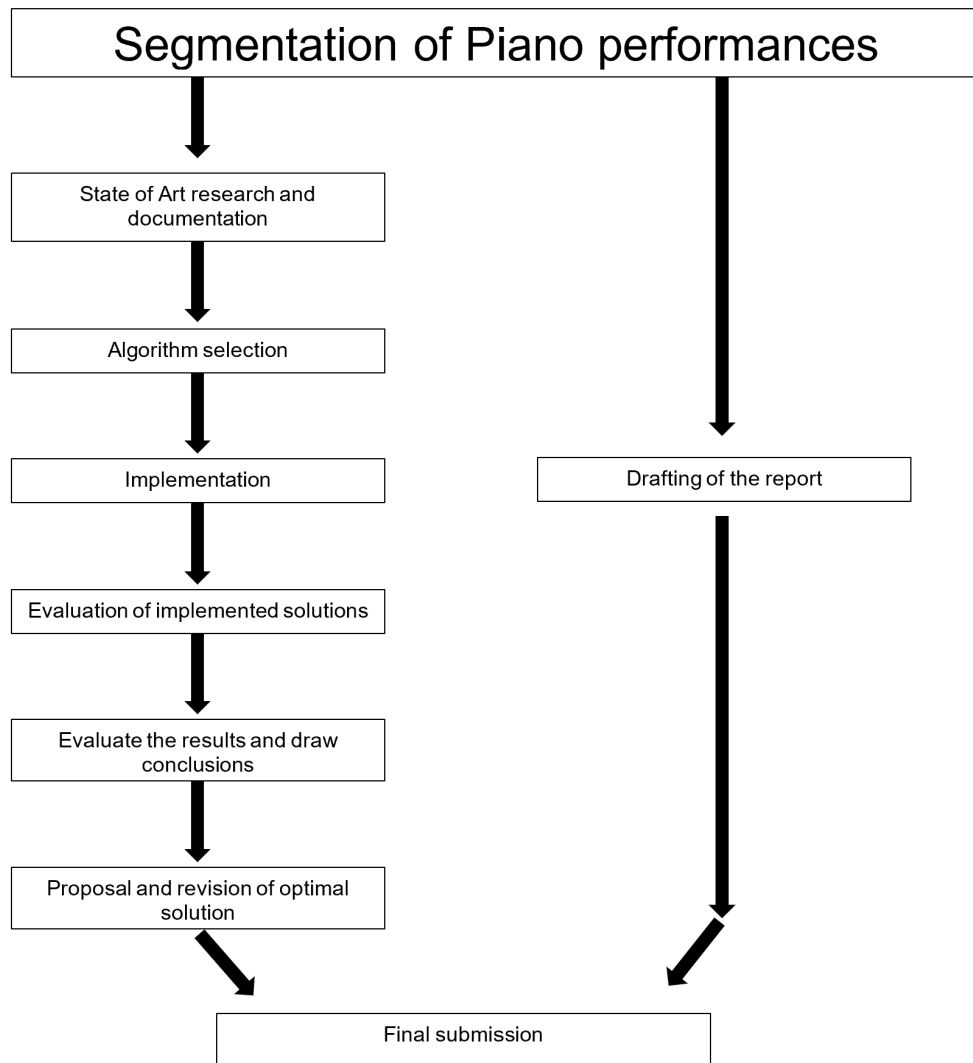 Segmentation of Piano performances
State of Art research and
documentation
Algorithm selection
Implementation
Drafting of the report
Evaluation of implemented solutions
Evaluate the results and draw
conclusions
Proposal and revision of optimal
solution
Final submission